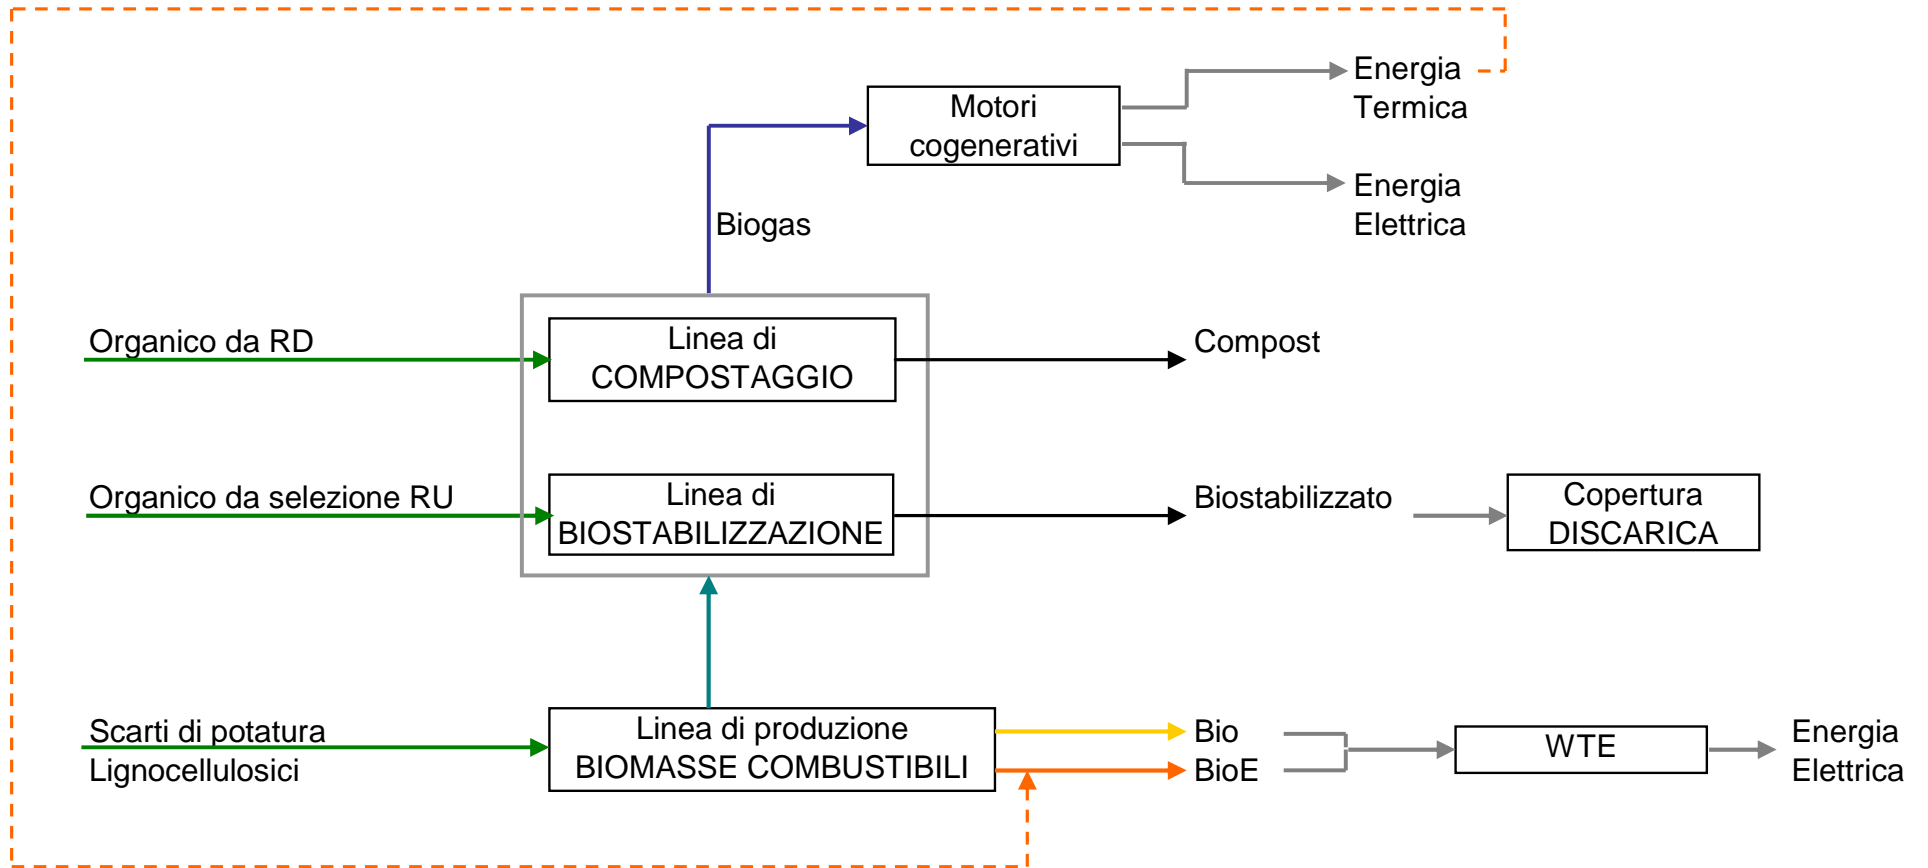 Energia
Termica
Motori
cogenerativi
Energia
Elettrica
Biogas
Organico da RD
Linea di
COMPOSTAGGIO
Compost
Organico da selezione RU
Linea di
BIOSTABILIZZAZIONE
Biostabilizzato
Copertura
DISCARICA
Scarti di potatura
Lignocellulosici
Linea di produzione
BIOMASSE COMBUSTIBILI
Bio
BioE
WTE
Energia
Elettrica